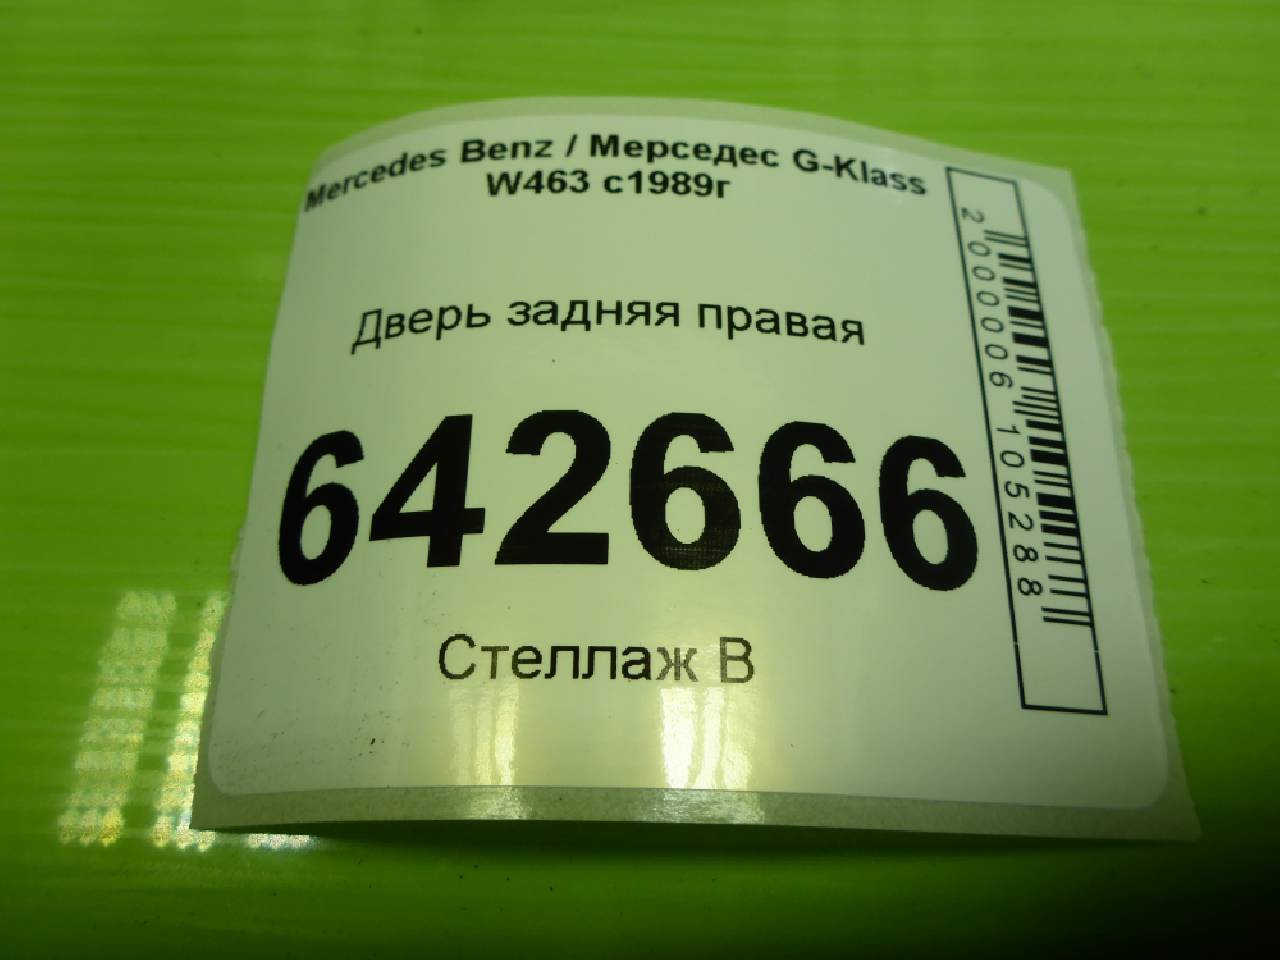 Mercedes Benz / Мерседес G-Klass
W463 с1989г
Дверь задняя правая
642666
Стеллаж В
2000006105288